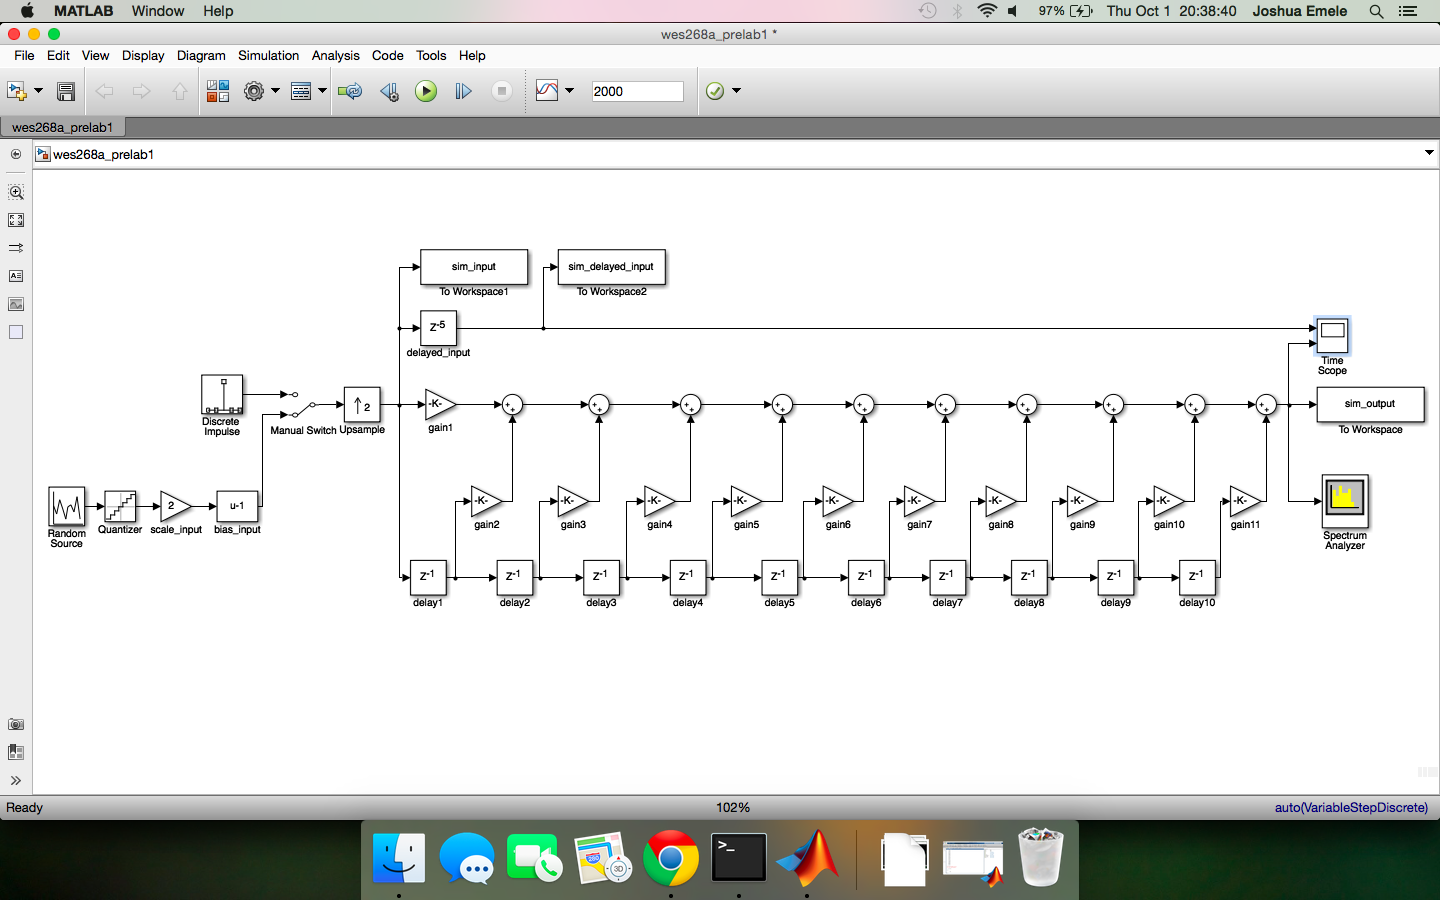 MATLAB Window Help 97% Thu Oct 1 20:38:40 Joshua Emele
wes268a_prelab1 *
File Edit View Display Diagram Simulation Analysis Code Tools Help
2000
wes268a_prelab1
wes268a_prelab1
sim_input
To Workspace1
sim_delayed_input
To Workspace2
Z-5
delayed_input
Time
Scope
Discrete
Impulse
Manual Switch
2
Upsample
-K-
gain1
+ +
+ +
+ +
+ +
+ +
+ +
+ +
+ +
+ +
+ +
sim_output
To Workspace
Random
Source
Quantizer
2
scale_input
u-1
bias_input
-K-
gain2
-K-
gain3
-K-
gain4
-K-
gain5
-K-
gain6
-K-
gain7
-K-
gain8
-K-
gain9
-K-
gain10
-K-
gain11
Spectrum
Analyzer
Z-1
delay1
Z-1
delay2
Z-1
delay3
Z-1
delay4
Z-1
delay5
Z-1
delay6
Z-1
delay7
Z-1
delay8
Z-1
delay9
Z-1
delay10
Ready 102% auto(VariableStepDiscrete)
280
3D
>_